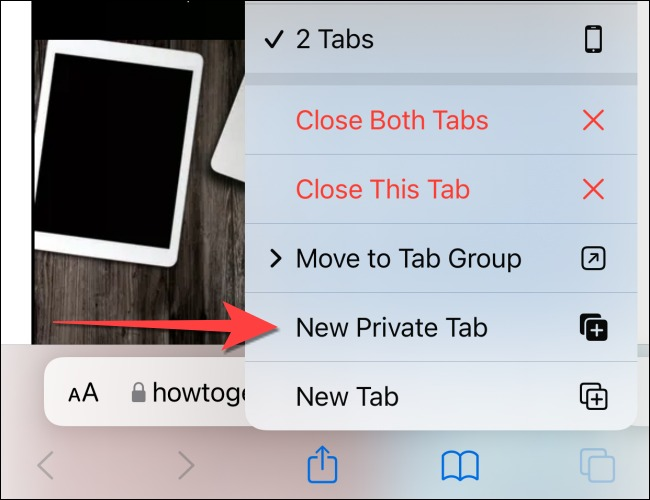 2 Tabs
Close Both Tabs
Close This Tab
Move to Tab Group
New Private Tab
AA howtoge
New Tab